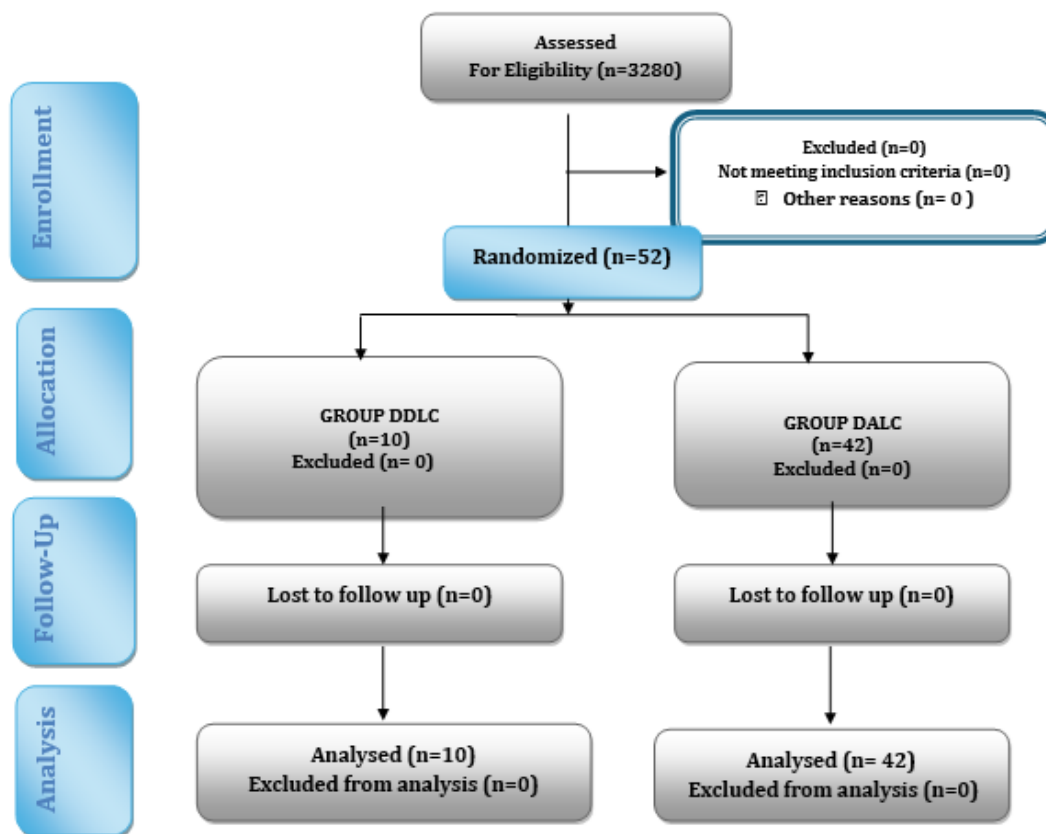 Assessed
For Eligibility (n=3280)
Enrollment
Excluded (n=0)
Not meeting inclusion criteria (n=0)
Other reasons (n= 0 )
Randomized (n=52)
Allocation
GROUP DDLC
(n=10)
Excluded (n= 0)
GROUP DALC
(n=42)
Excluded (n=0)
Follow-Up
Lost to follow up (n=0)
Lost to follow up (n=0)
Analysis
Analysed (n=10)
Excluded from analysis (n=0)
Analysed (n= 42)
Excluded from analysis (n=0)